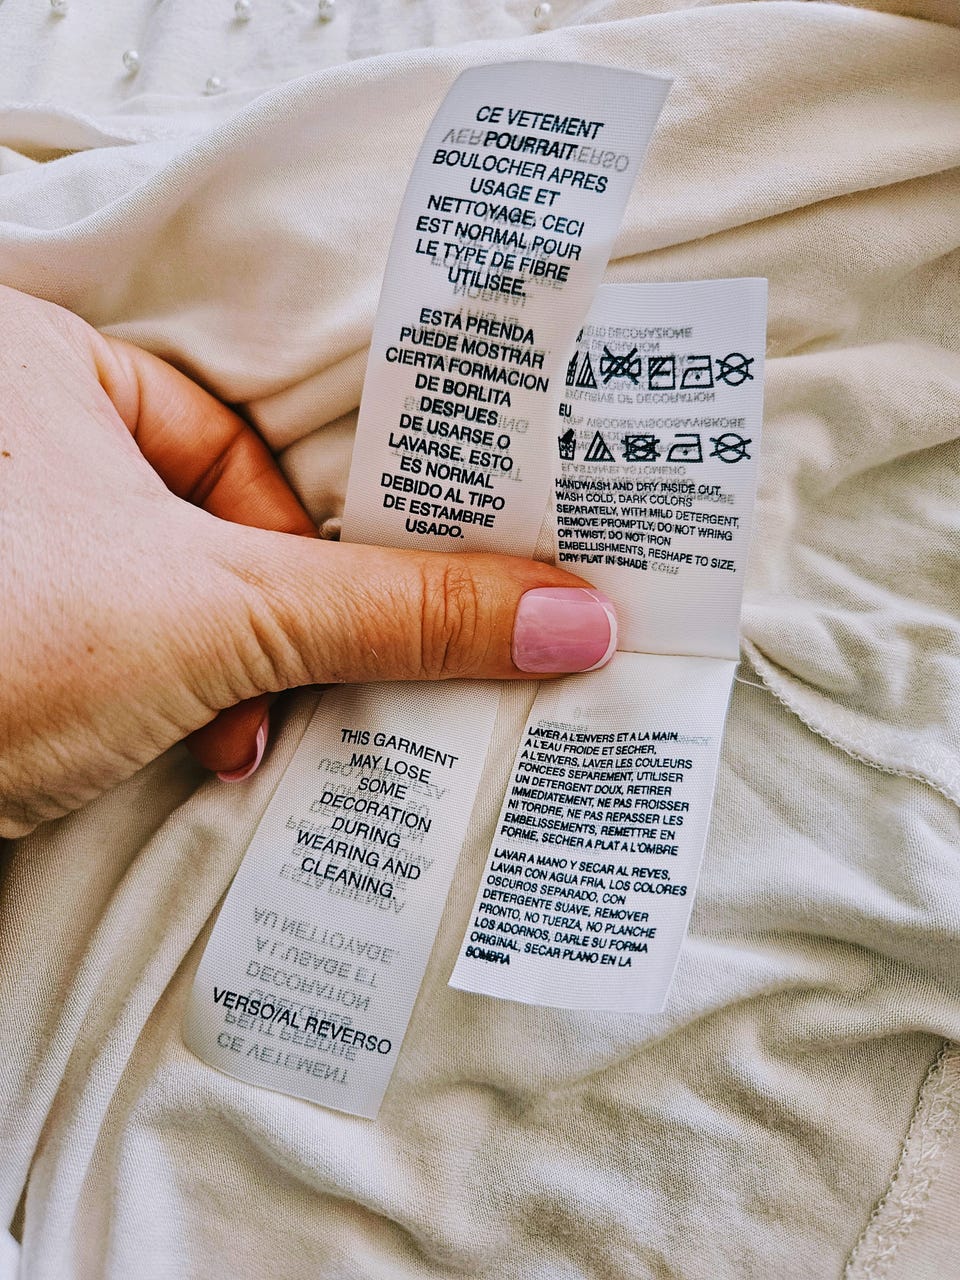 CE VETEMENT
POURRAIT
BOULOCHER APRES
USAGE ET
NETTOYAGE. CECI
EST NORMAL POUR
LE TYPE DE FIBRE
UTILISEE.
ESTA PRENDA
PUEDE MOSTRAR
CIERTA FORMACION
DE BORLITA
DESPUES
DE USARSE O
LAVARSE. ESTO
ES NORMAL
DEBIDO AL TIPO
DE ESTAMBRE
USADO.
EU
HANDWASH AND DRY INSIDE OUT,
WASH COLD, DARK COLORS
SEPARATELY, WITH MILD DETERGENT,
REMOVE PROMPTLY, DO NOT WRING
OR TWIST, DO NOT IRON
EMBELLISHMENTS, RESHAPE TO SIZE,
DRY FLAT IN SHADE
THIS GARMENT
MAY LOSE
SOME
DECORATION
DURING
WEARING AND
CLEANING.
VERSO/AL REVERSO
LAVER A L'ENVERS ET A LA MAIN
A L'EAU FROIDE ET SECHER,
A L'ENVERS, LAVER LES COULEURS
FONCEES SEPAREMENT, UTILISER
UN DETERGENT DOUX, RETIRER
IMMEDIATEMENT, NE PAS FROISSER
NI TORDRE, NE PAS REPASSER LES
EMBELISSEMENTS, REMETTRE EN
FORME, SECHER A PLAT A L'OMBRE
LAVAR A MANO Y SECAR AL REVES,
LAVAR CON AGUA FRIA, LOS COLORES
OSCUROS SEPARADO, CON
DETERGENTE SUAVE, REMOVER
PRONTO, NO TUERZA, NO PLANCHE
LOS ADORNOS, DARLE SU FORMA
ORIGINAL, SECAR PLANO EN LA
SOMBRA